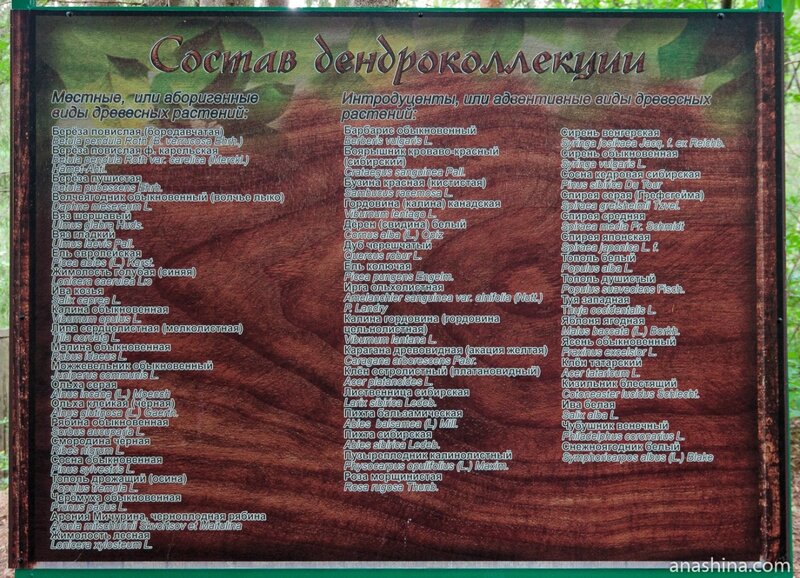 Состав дендроколлекции
Местные, или аборигенные
виды древесных растений:
Берёза повислая (бородавчатая)
Betula pendula Roth (B. verrucosa Ehrh.)
Берёза повислая ф. карельская
Betula pendula Roth var. carelica (Merckl.)
Hämet-Ahti.
Берёза пушистая
Betula pubescens Ehrh.
Волчеягодник обыкновенный (волчье лыко)
Daphne mesereum L.
Вяз шершавый
Ulmus glabra Huds.
Вяз гладкий
Ulmus laevis Pall.
Ель европейская
Picea abies (L.) Karst.
Жимолость голубая (синяя)
Lonicera caerulea L.
Ива козья
Salix caprea L.
Калина обыкновенная
Viburnum opulus L.
Липа сердцелистная (мелколистная)
Tilia cordata L.
Малина обыкновенная
Rubus idaeus L.
Можжевельник обыкновенный
Juniperus communis L.
Ольха серая
Alnus incana (L.) Moench
Ольха клейкая (чёрная)
Alnus glutinosa (L.) Gaertn.
Рябина обыкновенная
Sorbus aucuparia L.
Смородина чёрная
Ribes nigrum L.
Сосна обыкновенная
Pinus sylvestris L.
Тополь дрожащий (осина)
Populus tremula L.
Черёмуха обыкновенная
Prunus padus L.
Арония Мичурина, черноплодная рябина
Aronia mitschurinii Skvortsov et Maitulina
Жимолость лесная
Lonicera xylosteum L.
Интродуценты, или адвентивные виды древесных
растений:
Барбарис обыкновенный
Berberis vulgaris L.
Боярышник кроваво-красный
(сибирский)
Crataegus sanguinea Pall.
Бузина красная (кистистая)
Sambucus racemosa L.
Гордовина (калина) канадская
Viburnum lentago L.
Дёрен (свидина) белый
Cornus alba (L.) Opiz
Дуб черешчатый
Quercus robur L.
Ель колючая
Picea pungens Engelm.
Ирга ольхолистная
Amelanchier sanguinea var. alnifolia (Nutt.)
P. Landry
Калина гордовина (гордовина
цельнолистная)
Viburnum lantana L.
Карагана древовидная (акация желтая)
Caragana arborescens Fabr.
Клён остролистный (платановидный)
Acer platanoides L.
Лиственница сибирская
Larix sibirica Ledeb.
Пихта бальзамическая
Abies balsamea (L.) Mill.
Пихта сибирская
Abies sibirica Ledeb.
Пузыреплодник калинолистный
Physocarpus opulifolius (L.) Maxim.
Роза морщинистая
Rosa rugosa Thunb.
Сирень венгерская
Syringa josikaea Jacq. f. ex Reichb.
Сирень обыкновенная
Syringa vulgaris L.
Сосна кедровая сибирская
Pinus sibirica Du Tour
Спирея серая (Грефсгейма)
Spiraea grefsheimii Tzvel.
Спирея средняя
Spiraea media Fr. Schmidt
Спирея японская
Spiraea japonica L. f.
Тополь белый
Populus alba L.
Тополь душистый
Populus suaveolens Fisch.
Туя западная
Thuja occidentalis L.
Яблоня ягодная
Malus baccata (L.) Borkh.
Ясень обыкновенный
Fraxinus excelsior L.
Клён татарский
Acer tataricum L.
Кизильник блестящий
Cotoneaster lucidus Schlecht.
Ива белая
Salix alba L.
Чубушник венечный
Philadelphus coronarius L.
Снежноягодник белый
Symphoricarpos albus (L.) Blake
anashina.com